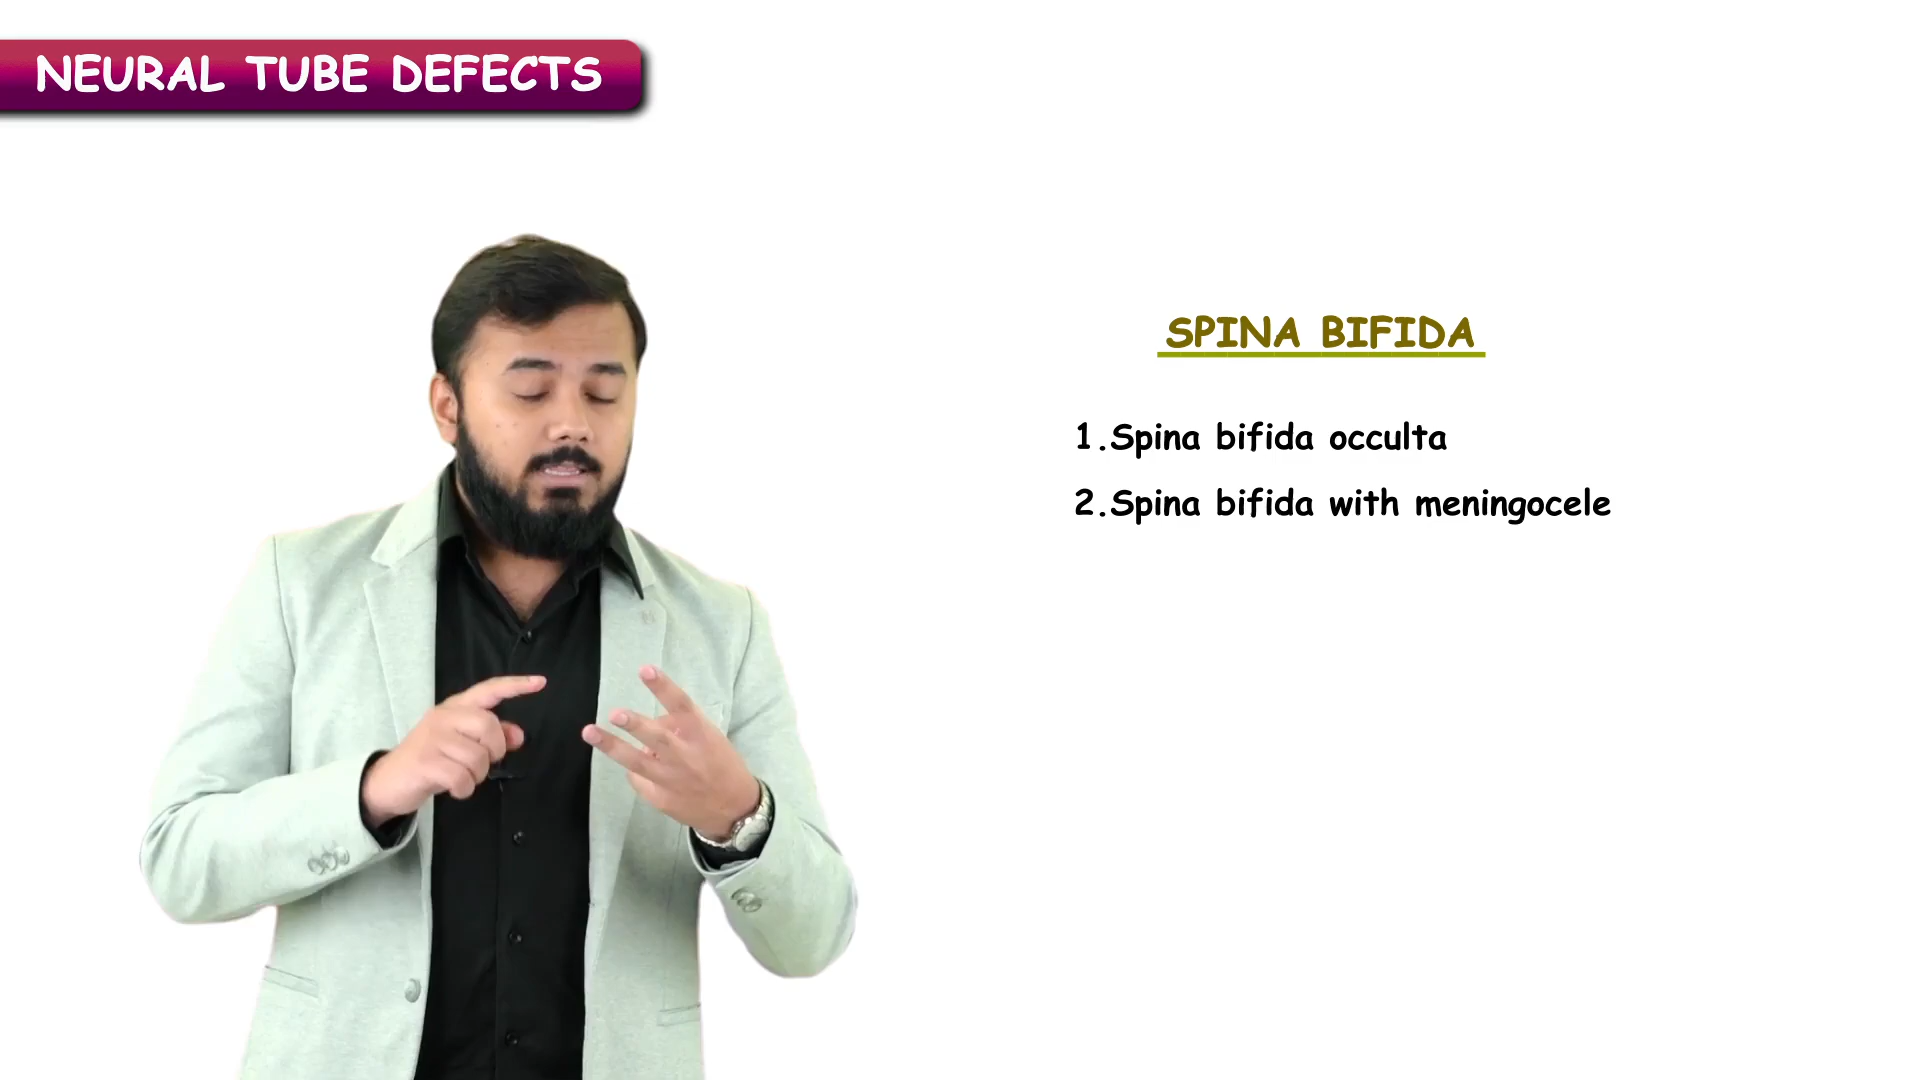 NEURAL TUBE DEFECTS
SPINA BIFIDA
1.Spina bifida occulta
2.Spina bifida with meningocele